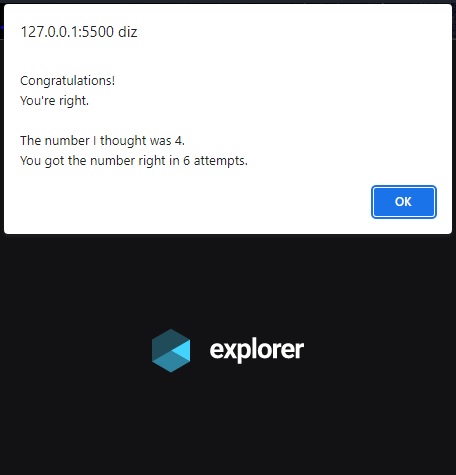 127.0.0.1:5500 diz
Congratulations!
You're right.
The number I thought was 4.
You got the number right in 6 attempts.
OK
explorer